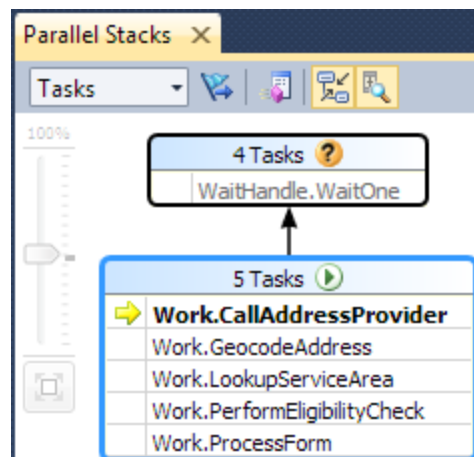 Parallel Stacks
Tasks
100%
4 Tasks
WaitHandle.WaitOne
5 Tasks
Work.CallAddressProvider
Work.GeocodeAddress
Work.LookupServiceArea
Work.PerformEligibilityCheck
Work.ProcessForm